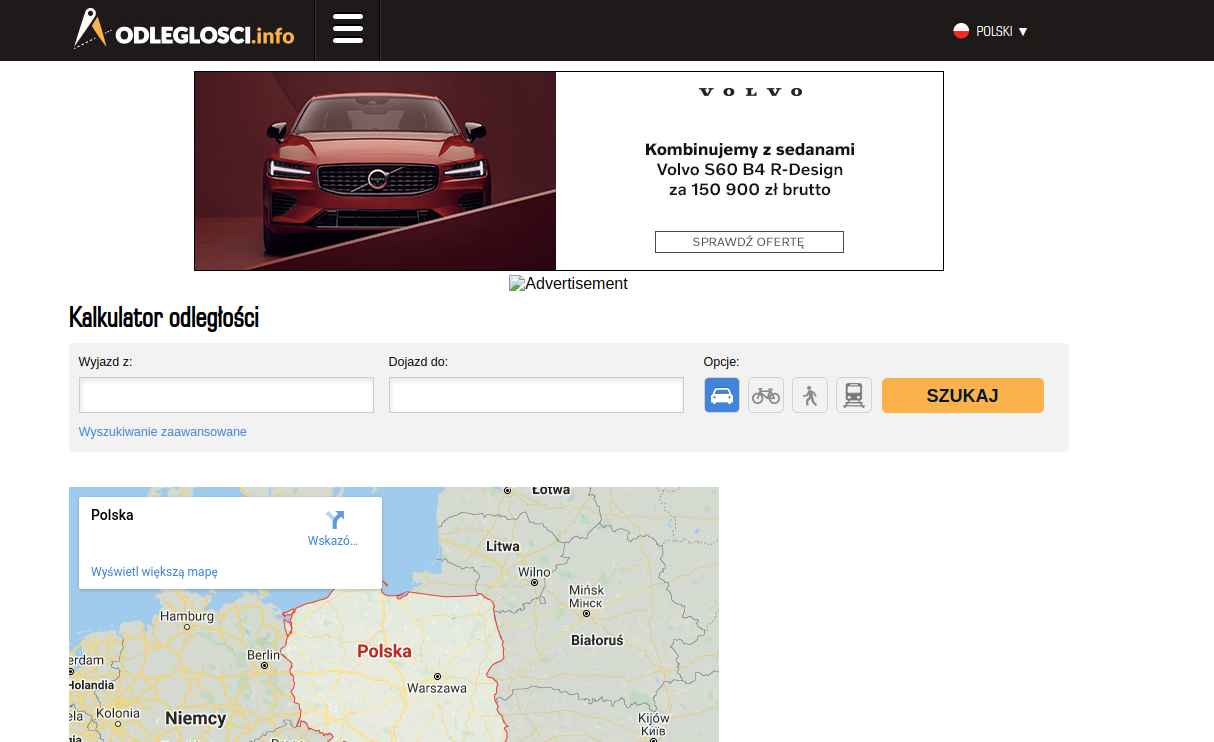 ODLEGLOSCI.info
POLSKI ▼
VOLVO
Kombinujemy z sedanami
Volvo S60 B4 R-Design
za 150 900 zł brutto
SPRAWDŹ OFERTĘ
Advertisement
Kalkulator odległości
Wyjazd z:
Dojazd do:
Opcje:
SZUKAJ
Wyszukiwanie zaawansowane
Polska
Wskazó...
Wyświetl większą mapę
Łotwa
Litwa
Wilno
Mińsk
Мінск
Hamburg
Białoruś
Berlin
Polska
erdam
Holandia
Warszawa
Kolonia
Niemcy
Kijów
Київ